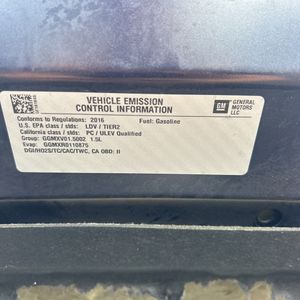 VEHICLE EMISSION
CONTROL INFORMATION
GM
GENERAL MOTORS LLC
Conforms to Regulations: 2016 Fuel: Gasoline
U.S. EPA class / stds: LDV / TIER2
California class / stds: PC / ULEV Qualified
Group: GGMXV01.5002 1.5L
Evap: GGMXR0110875
DGI/HO2S/TC/CAC/TWC, CA OBD: II